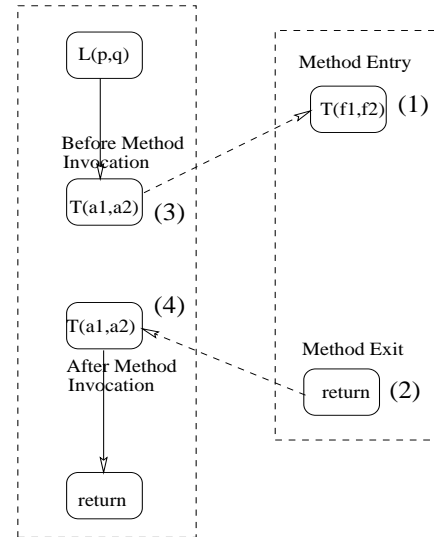 L(p,q)
Before Method
Invocation
T(a1,a2)
(3)
(4)
T(a1,a2)
After Method
Invocation
return
Method Entry
T(f1,f2)
(1)
Method Exit
return
(2)